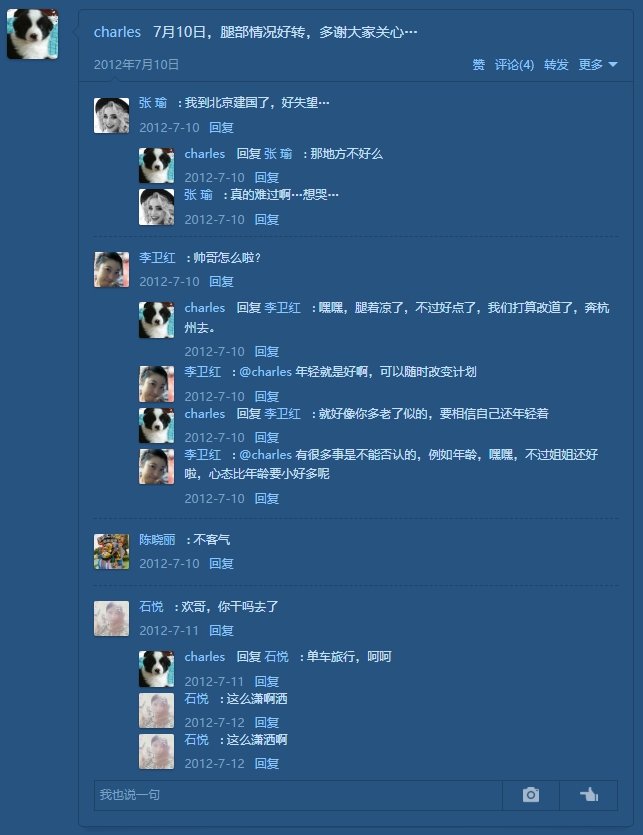 charles 7月10日，腿部情况好转，多谢大家关心…
2012年7月10日 赞 评论(4) 转发 更多
张 瑜 ：我到北京建国了，好失望…
2012-7-10 回复
charles 回复 张 瑜 ：那地方不好么
2012-7-10 回复
张 瑜 ：真的难过啊…想哭…
2012-7-10 回复
李卫红 ：帅哥怎么啦？
2012-7-10 回复
charles 回复 李卫红 ：嘿嘿，腿着凉了，不过好点了，我们打算改道了，奔杭
州去。
2012-7-10 回复
李卫红 ：@charles 年轻就是好啊，可以随时改变计划
2012-7-10 回复
charles 回复 李卫红 ：就好像你多老了似的，要相信自己还年轻着
2012-7-10 回复
李卫红 ：@charles 有很多事是不能否认的，例如年龄，嘿嘿，不过姐姐还好
啦，心态比年龄要小好多呢
2012-7-10 回复
陈晓丽 ：不客气
2012-7-10 回复
石悦 ：欢哥，你干吗去了
2012-7-11 回复
charles 回复 石悦 ：单车旅行，呵呵
2012-7-11 回复
石悦 ：这么潇啊洒
2012-7-12 回复
石悦 ：这么潇洒啊
2012-7-12 回复
我也说一句